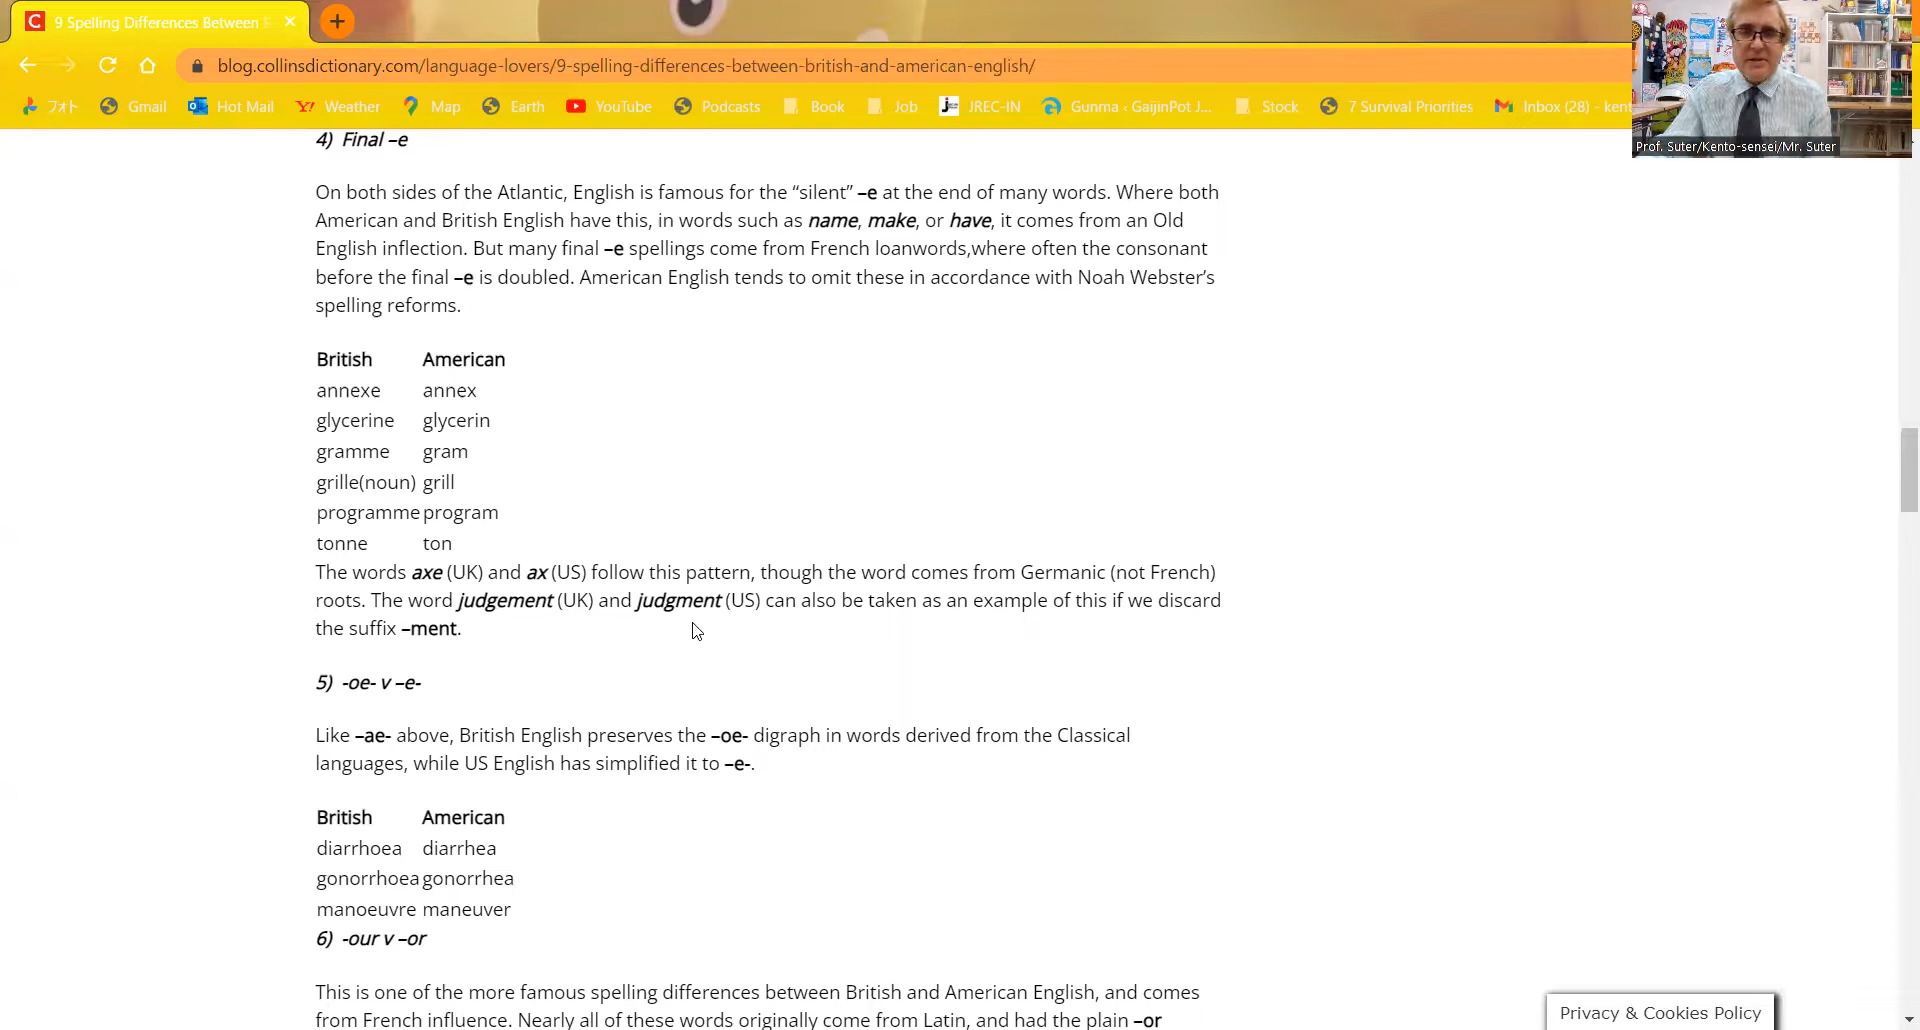 9 Spelling Differences Between
blog.collinsdictionary.com/language-lovers/9-spelling-differences-between-british-and-american-english/
フォト Gmail Hot Mail Weather Map Earth YouTube Podcasts Book Job JREC-IN Gunma ‹ GaijinPot J... Stock 7 Survival Priorities Inbox (28) - kent
Prof. Suter/Kento-sensei/Mr. Suter
4) Final –e
On both sides of the Atlantic, English is famous for the “silent” –e at the end of many words. Where both
American and British English have this, in words such as name, make, or have, it comes from an Old
English inflection. But many final –e spellings come from French loanwords,where often the consonant
before the final –e is doubled. American English tends to omit these in accordance with Noah Webster’s
spelling reforms.
British American
annexe annex
glycerine glycerin
gramme gram
grille(noun) grill
programme program
tonne ton
The words axe (UK) and ax (US) follow this pattern, though the word comes from Germanic (not French)
roots. The word judgement (UK) and judgment (US) can also be taken as an example of this if we discard
the suffix –ment.
5) -oe- v –e-
Like –ae- above, British English preserves the –oe- digraph in words derived from the Classical
languages, while US English has simplified it to –e-.
British American
diarrhoea diarrhea
gonorrhoea gonorrhea
manoeuvre maneuver
6) -our v –or
This is one of the more famous spelling differences between British and American English, and comes
from French influence. Nearly all of these words originally come from Latin, and had the plain –or
Privacy & Cookies Policy